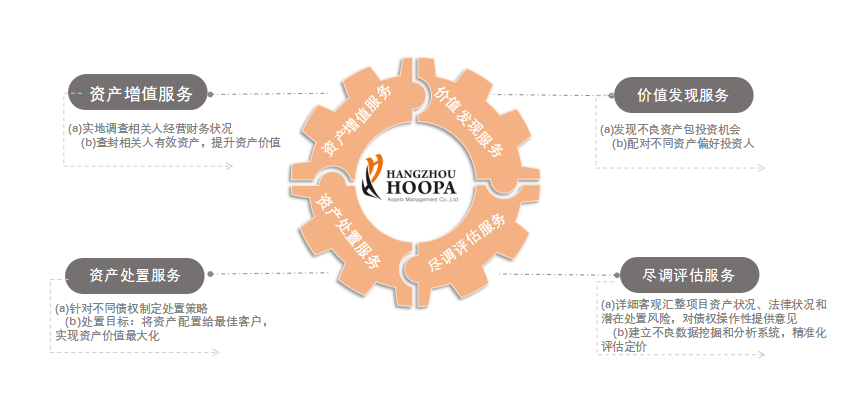 资产增值服务
(a)实地调查相关人经营财务状况
(b)查封相关人有效资产，提升资产价值
价值发现服务
(a)发现不良资产包投资机会
(b)配对不同资产偏好投资人
资产增值服务
价值发现服务
HANGZHOU
HOOPA
Assets Management Co.,Ltd
资产处置服务
尽调评估服务
资产处置服务
(a)针对不同债权制定处置策略
(b)处置目标：将资产配置给最佳客户，
实现资产价值最大化
尽调评估服务
(a)详细客观汇整项目资产状况、法律状况和
潜在处置风险，对债权操作性提供意见
(b)建立不良数据挖掘和分析系统，精准化
评估定价